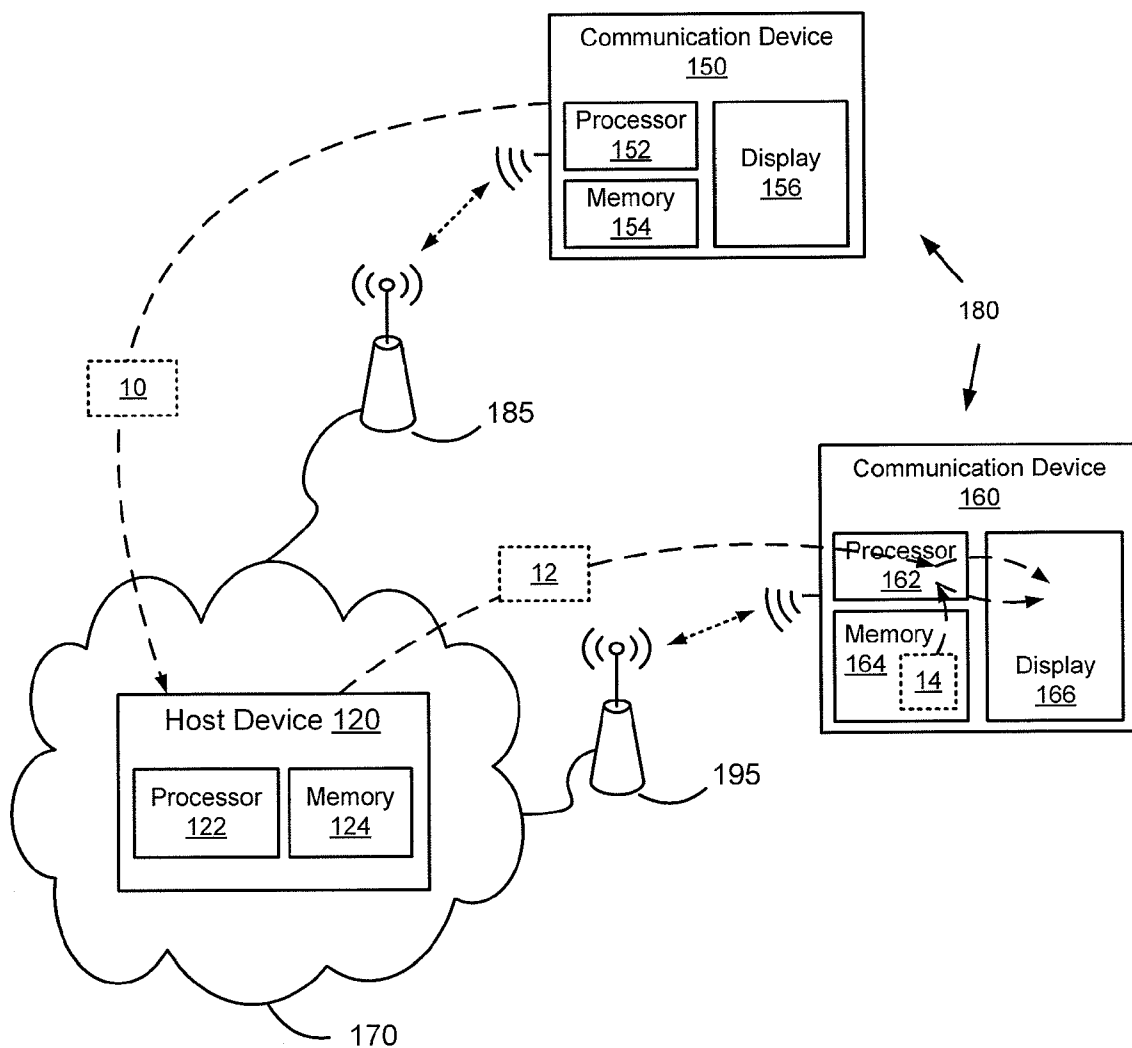 Communication Device
150
Processor
152
Memory
154
Display
156
180
10
185
Communication Device
160
12
Processor
162
Memory
164
14
Display
166
Host Device 120
Processor
122
Memory
124
195
170